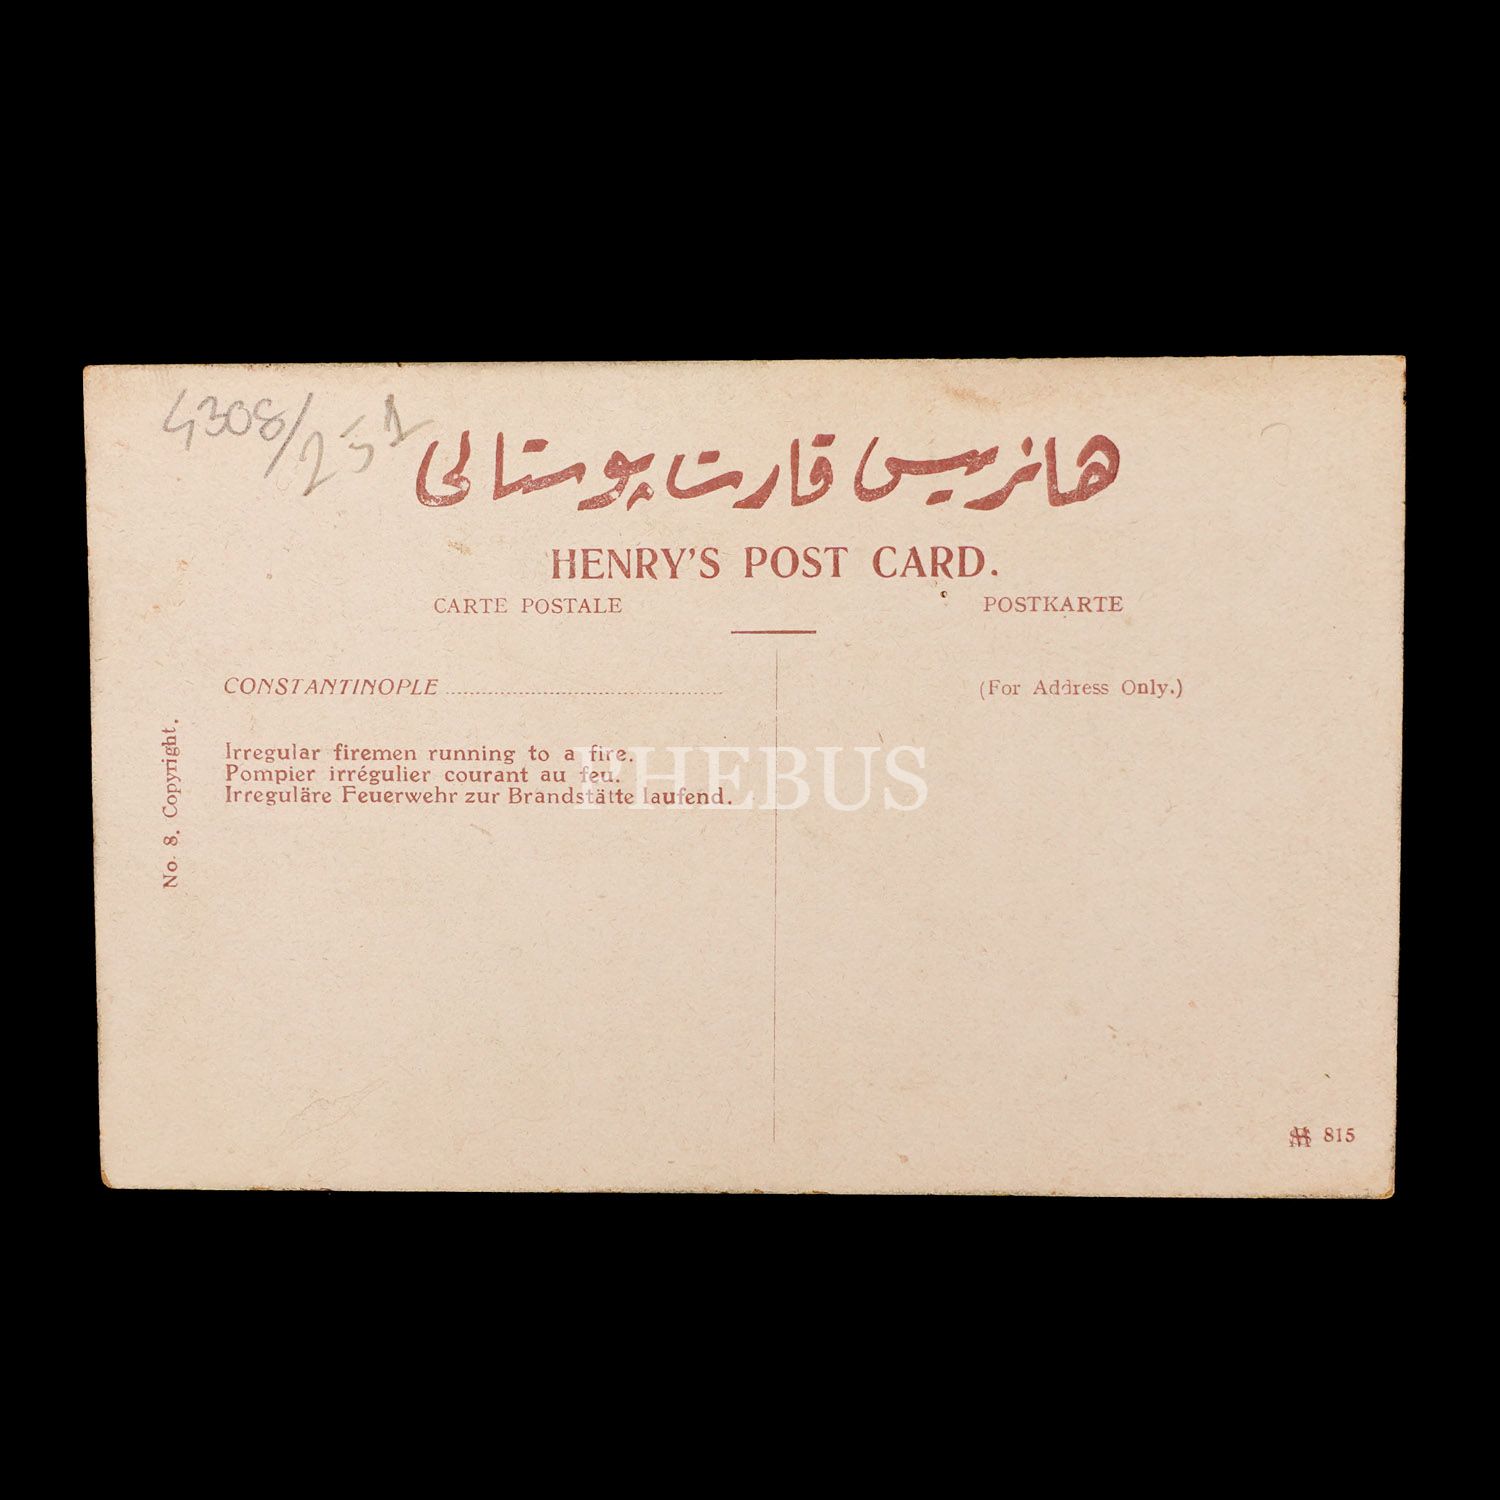 4308/251
هانریس قارت پوستالی
HENRY'S POST CARD.
CARTE POSTALE
POSTKARTE
CONSTANTINOPLE
(For Address Only.)
No. 8. Copyright.
Irregular firemen running to a fire.
Pompier irrégulier courant au feu.
Irreguläre Feuerwehr zur Brandstätte laufend.
PHEBUS
815